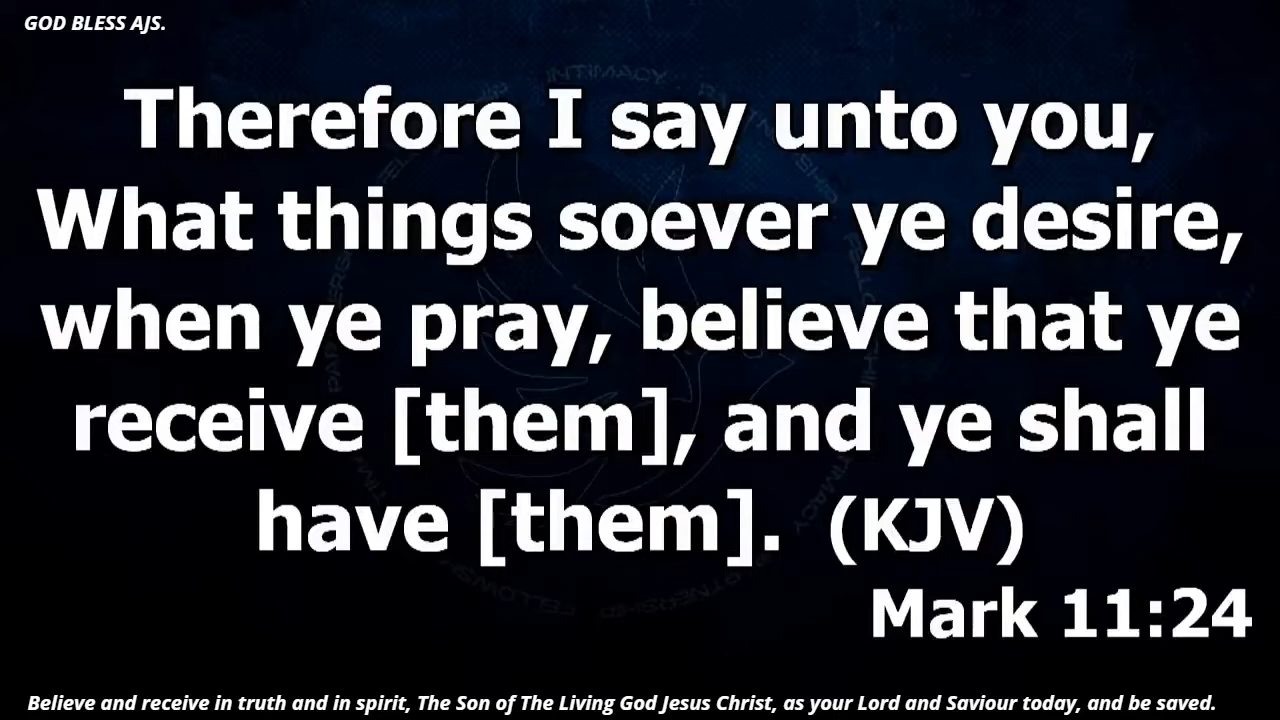 GOD BLESS AJS.
Therefore I say unto you,
What things soever ye desire,
when ye pray, believe that ye
receive [them], and ye shall
have [them]. (KJV)
Mark 11:24
Believe and receive in truth and in spirit, The Son of The Living God Jesus Christ, as your Lord and Saviour today, and be saved.